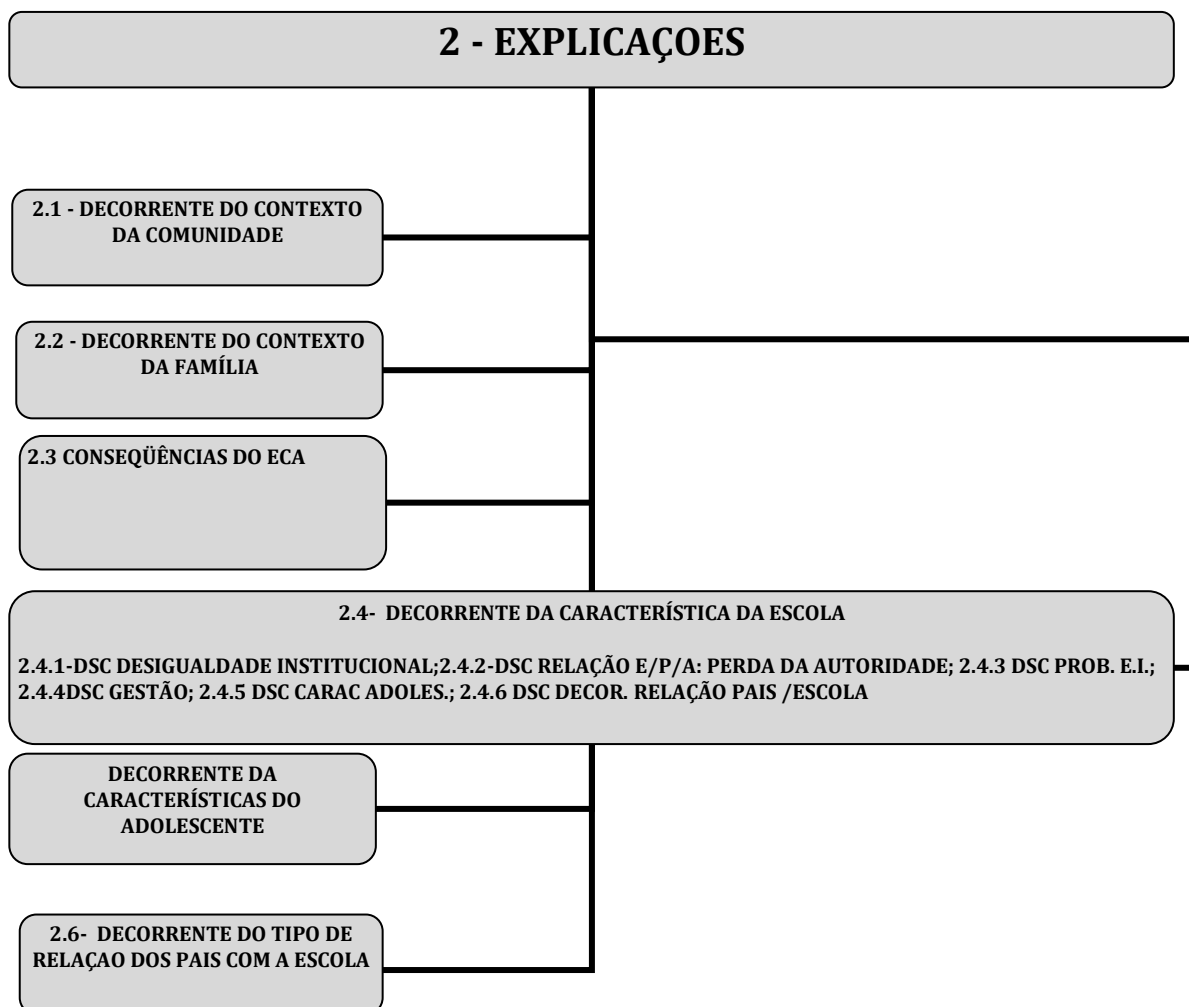 2 - EXPLICAÇOES
2.1 - DECORRENTE DO CONTEXTO
DA COMUNIDADE
2.2 - DECORRENTE DO CONTEXTO
DA FAMÍLIA
2.3 CONSEQÜÊNCIAS DO ECA
2.4-  DECORRENTE DA CARACTERÍSTICA DA ESCOLA
2.4.1-DSC DESIGUALDADE INSTITUCIONAL;2.4.2-DSC RELAÇÃO E/P/A: PERDA DA AUTORIDADE; 2.4.3 DSC PROB. E.I.;
2.4.4DSC GESTÃO; 2.4.5 DSC CARAC ADOLES.; 2.4.6 DSC DECOR. RELAÇÃO PAIS /ESCOLA
DECORRENTE DA
CARACTERÍSTICAS DO
ADOLESCENTE
2.6-  DECORRENTE DO TIPO DE
RELAÇAO DOS PAIS COM A ESCOLA